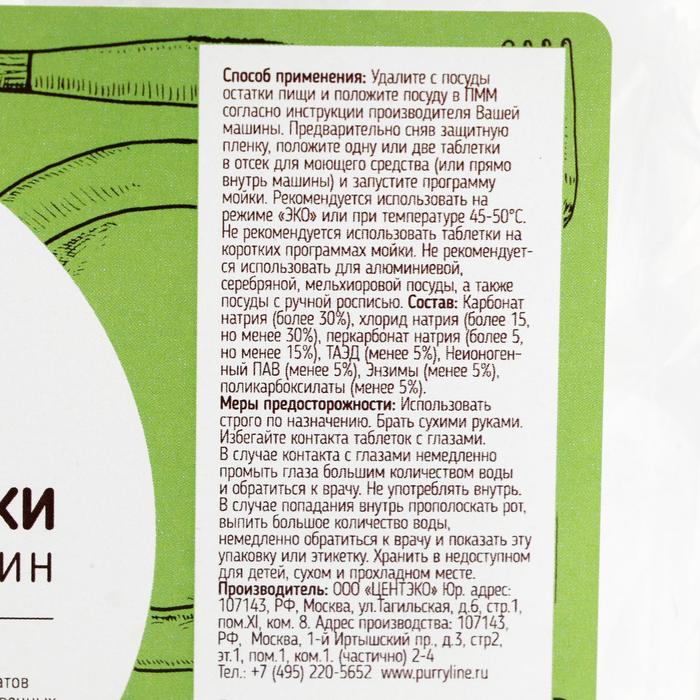 Способ применения: Удалите с посуды
остатки пищи и положите посуду в ПММ
согласно инструкции производителя Вашей
машины. Предварительно сняв защитную
пленку, положите одну или две таблетки
в отсек для моющего средства (или прямо
внутрь машины) и запустите программу
мойки. Рекомендуется использовать на
режиме «ЭКО» или при температуре 45-50°C.
Не рекомендуется использовать таблетки на
коротких программах мойки. Не рекомендует-
ся использовать для алюминиевой,
серебряной, мельхиоровой посуды, а также
посуды с ручной росписью. Состав: Карбонат
натрия (более 30%), хлорид натрия (более 15,
но менее 30%), перкарбонат натрия (более 5,
но менее 15%), ТАЭД (менее 5%), Неионоген-
ный ПАВ (менее 5%), Энзимы (менее 5%),
поликарбоксилаты (менее 5%).
Меры предосторожности: Использовать
строго по назначению. Брать сухими руками.
Избегайте контакта таблеток с глазами.
В случае контакта с глазами немедленно
промыть глаза большим количеством воды
и обратиться к врачу. Не употреблять внутрь.
В случае попадания внутрь прополоскать рот,
выпить большое количество воды,
немедленно обратиться к врачу и показать эту
упаковку или этикетку. Хранить в недоступном
для детей, сухом и прохладном месте.
Производитель: ООО «ЦЕНТЭКО» Юр. адрес:
107143, РФ, Москва, ул.Тагильская, д.6, стр.1,
пом.XI, ком. 8. Адрес производства: 107143,
РФ, Москва, 1-й Иртышский пр., д.3, стр2,
эт.1, пом.1, ком.1. (частично) 2-4
Тел.: +7 (495) 220-5652 www.purryline.ru
ки
ин
атов